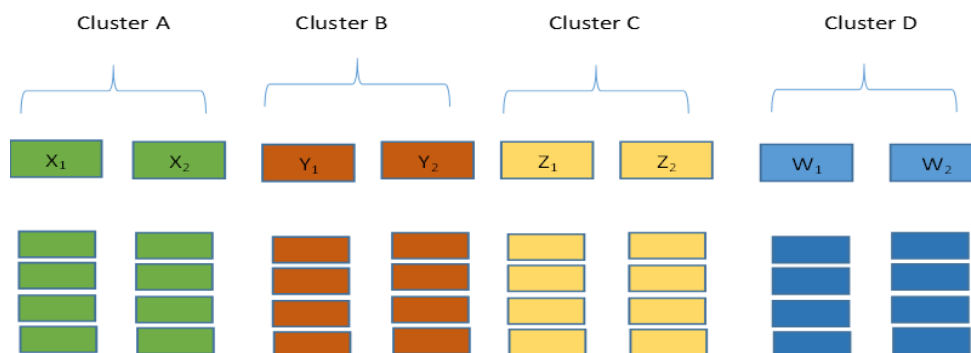 Cluster A Cluster B Cluster C Cluster D
X₁ X₂ Y₁ Y₂ Z₁ Z₂ W₁ W₂